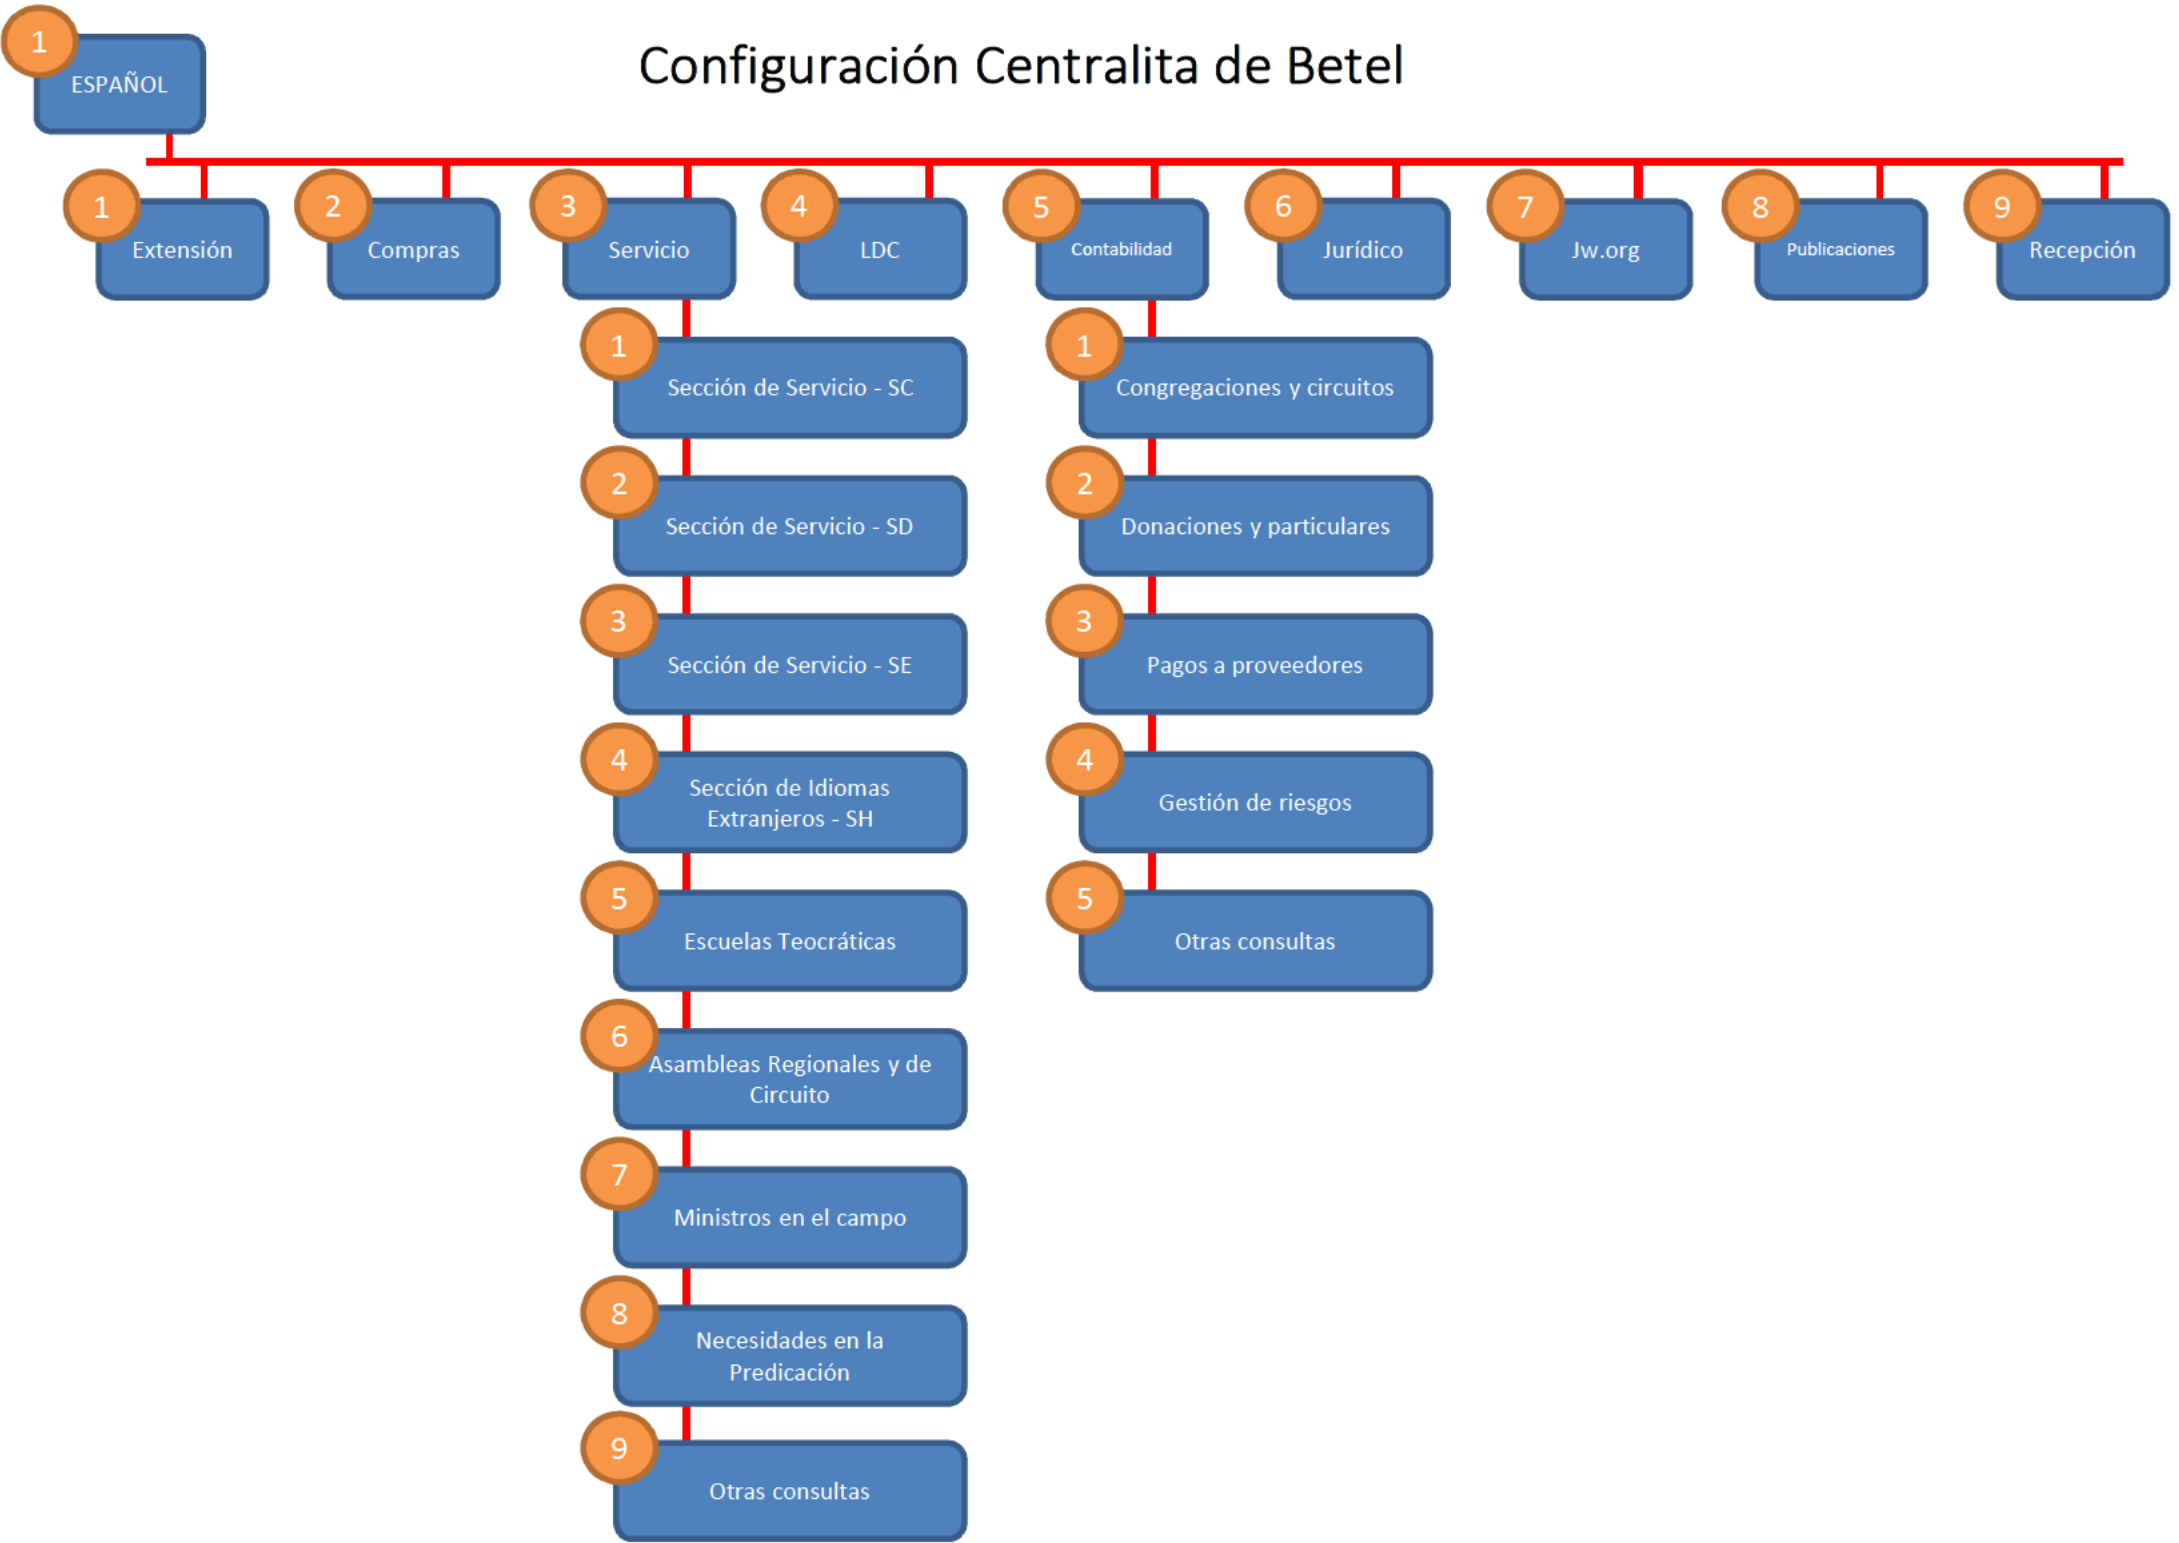 Configuración Centralita de Betel
1
ESPAÑOL
1
Extensión
2
Compras
3
Servicio
4
LDC
5
Contabilidad
6
Jurídico
7
Jw.org
8
Publicaciones
9
Recepción
1
Sección de Servicio - SC
2
Sección de Servicio - SD
3
Sección de Servicio - SE
4
Sección de Idiomas
Extranjeros - SH
5
Escuelas Teocráticas
6
Asambleas Regionales y de
Circuito
7
Ministros en el campo
8
Necesidades en la
Predicación
9
Otras consultas
1
Congregaciones y circuitos
2
Donaciones y particulares
3
Pagos a proveedores
4
Gestión de riesgos
5
Otras consultas